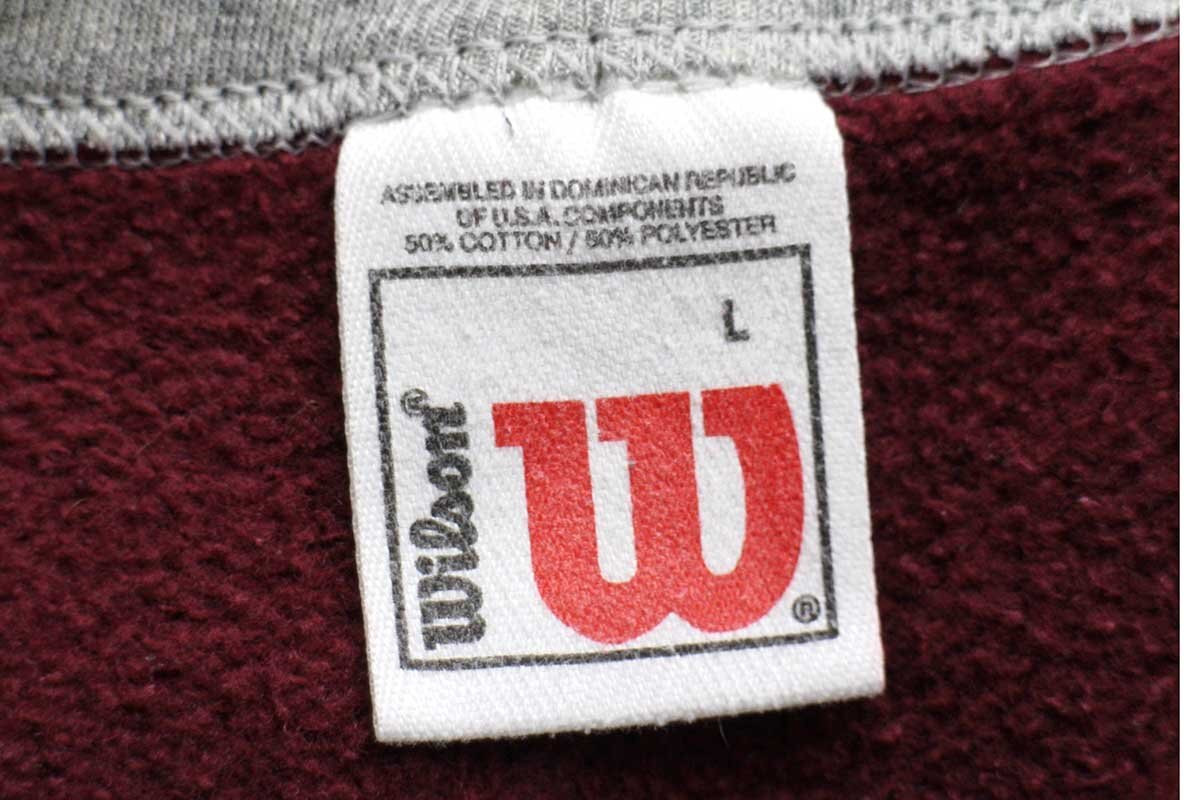 ASSEMBLED IN DOMINICAN REPUBLIC
OF U.S.A. COMPONENTS
50% COTTON / 50% POLYESTER
L
Wilson®
W®